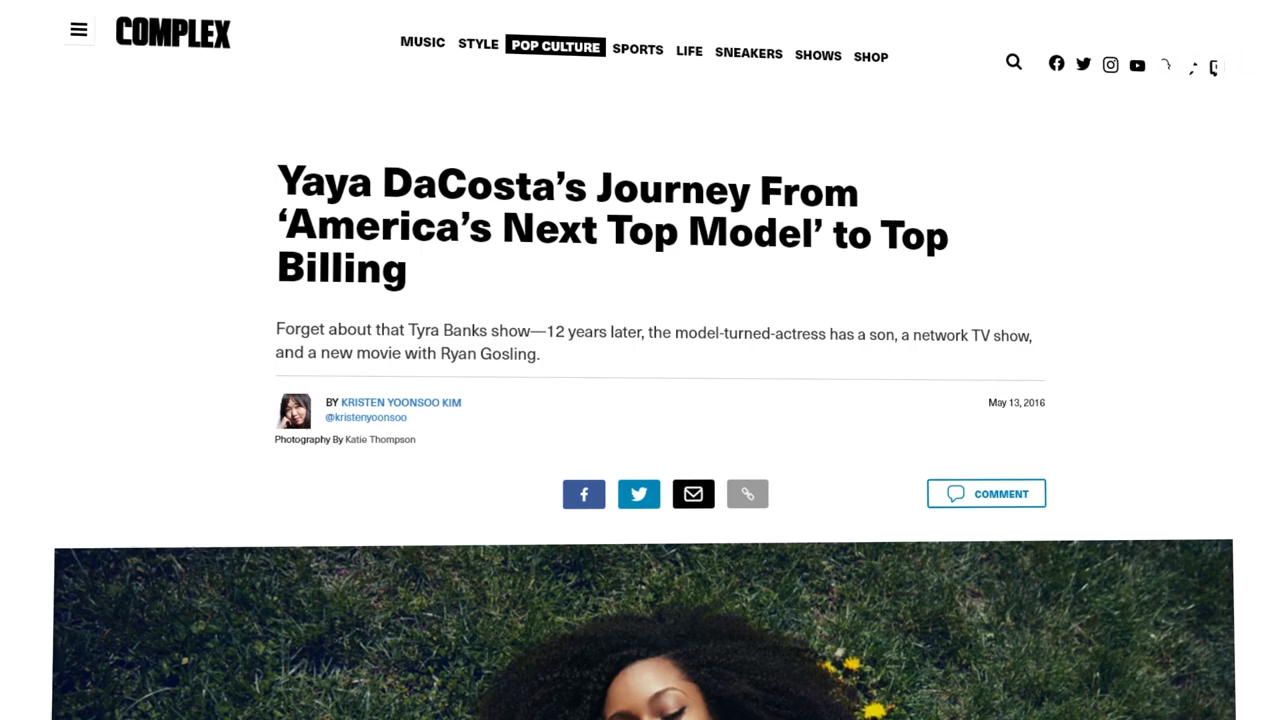 COMPLEX
MUSIC STYLE POP CULTURE SPORTS LIFE SNEAKERS SHOWS SHOP
Yaya DaCosta’s Journey From
‘America’s Next Top Model’ to Top
Billing
Forget about that Tyra Banks show—12 years later, the model-turned-actress has a son, a network TV show,
and a new movie with Ryan Gosling.
BY KRISTEN YOONSOO KIM
May 13, 2016
@kristenyoonsoo
Photography By Katie Thompson
COMMENT